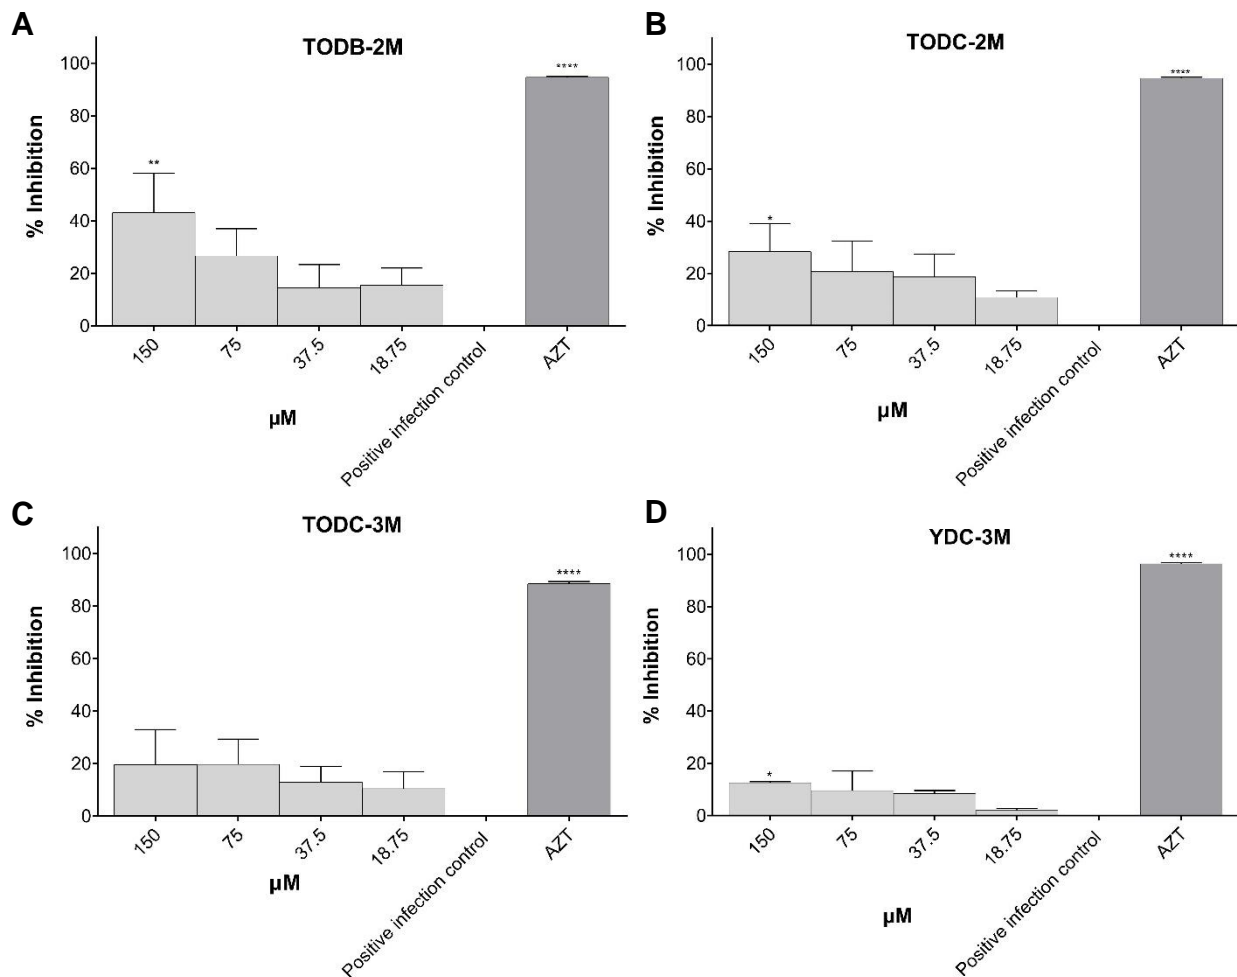 A
TODB-2M
% Inhibition
100
80
60
40
20
0
**
****
150
75
37.5
18.75
Positive infection control
AZT
µM
B
TODC-2M
% Inhibition
100
80
60
40
20
0
*
****
150
75
37.5
18.75
Positive infection control
AZT
µM
C
TODC-3M
% Inhibition
100
80
60
40
20
0
****
150
75
37.5
18.75
Positive infection control
AZT
µM
D
YDC-3M
% Inhibition
100
80
60
40
20
0
*
****
150
75
37.5
18.75
Positive infection control
AZT
µM